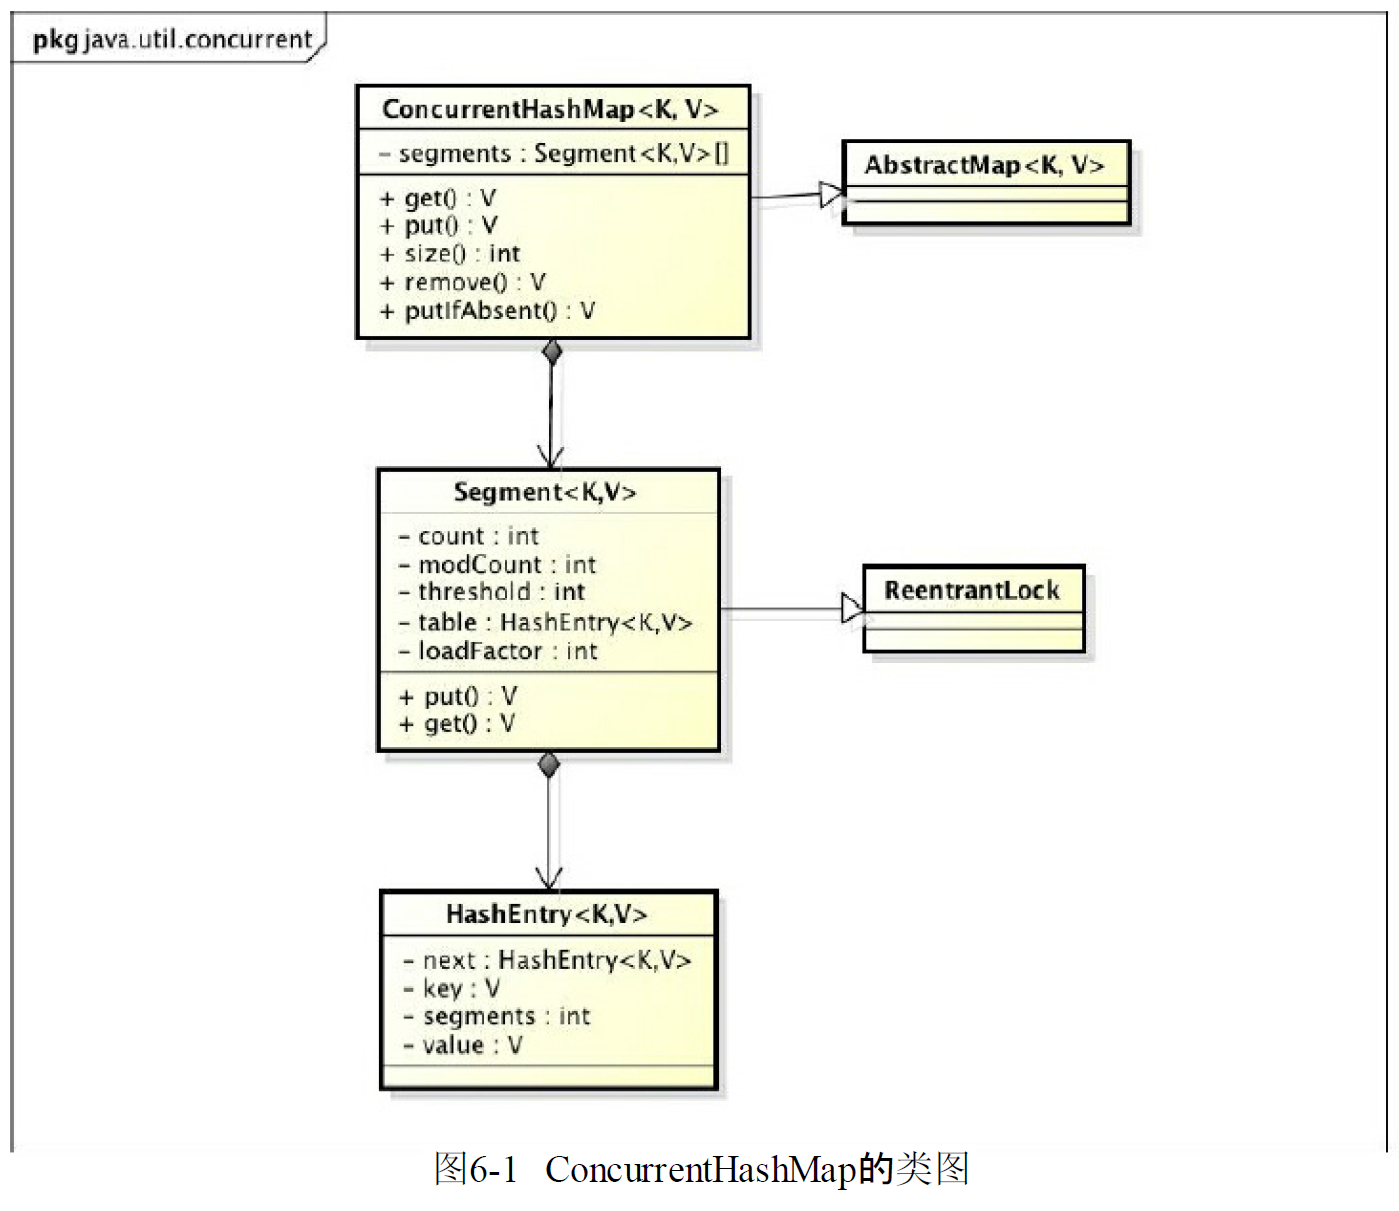 pkg java.util.concurrent
ConcurrentHashMap<K, V>
- segments : Segment<K,V>[]
+ get() : V
+ put() : V
+ size() : int
+ remove() : V
+ putIfAbsent() : V
AbstractMap<K, V>
Segment<K,V>
- count : int
- modCount : int
- threshold : int
- table : HashEntry<K,V>
- loadFactor : int
+ put() : V
+ get() : V
ReentrantLock
HashEntry<K,V>
- next : HashEntry<K,V>
- key : V
- segments : int
- value : V
图6-1 ConcurrentHashMap的类图